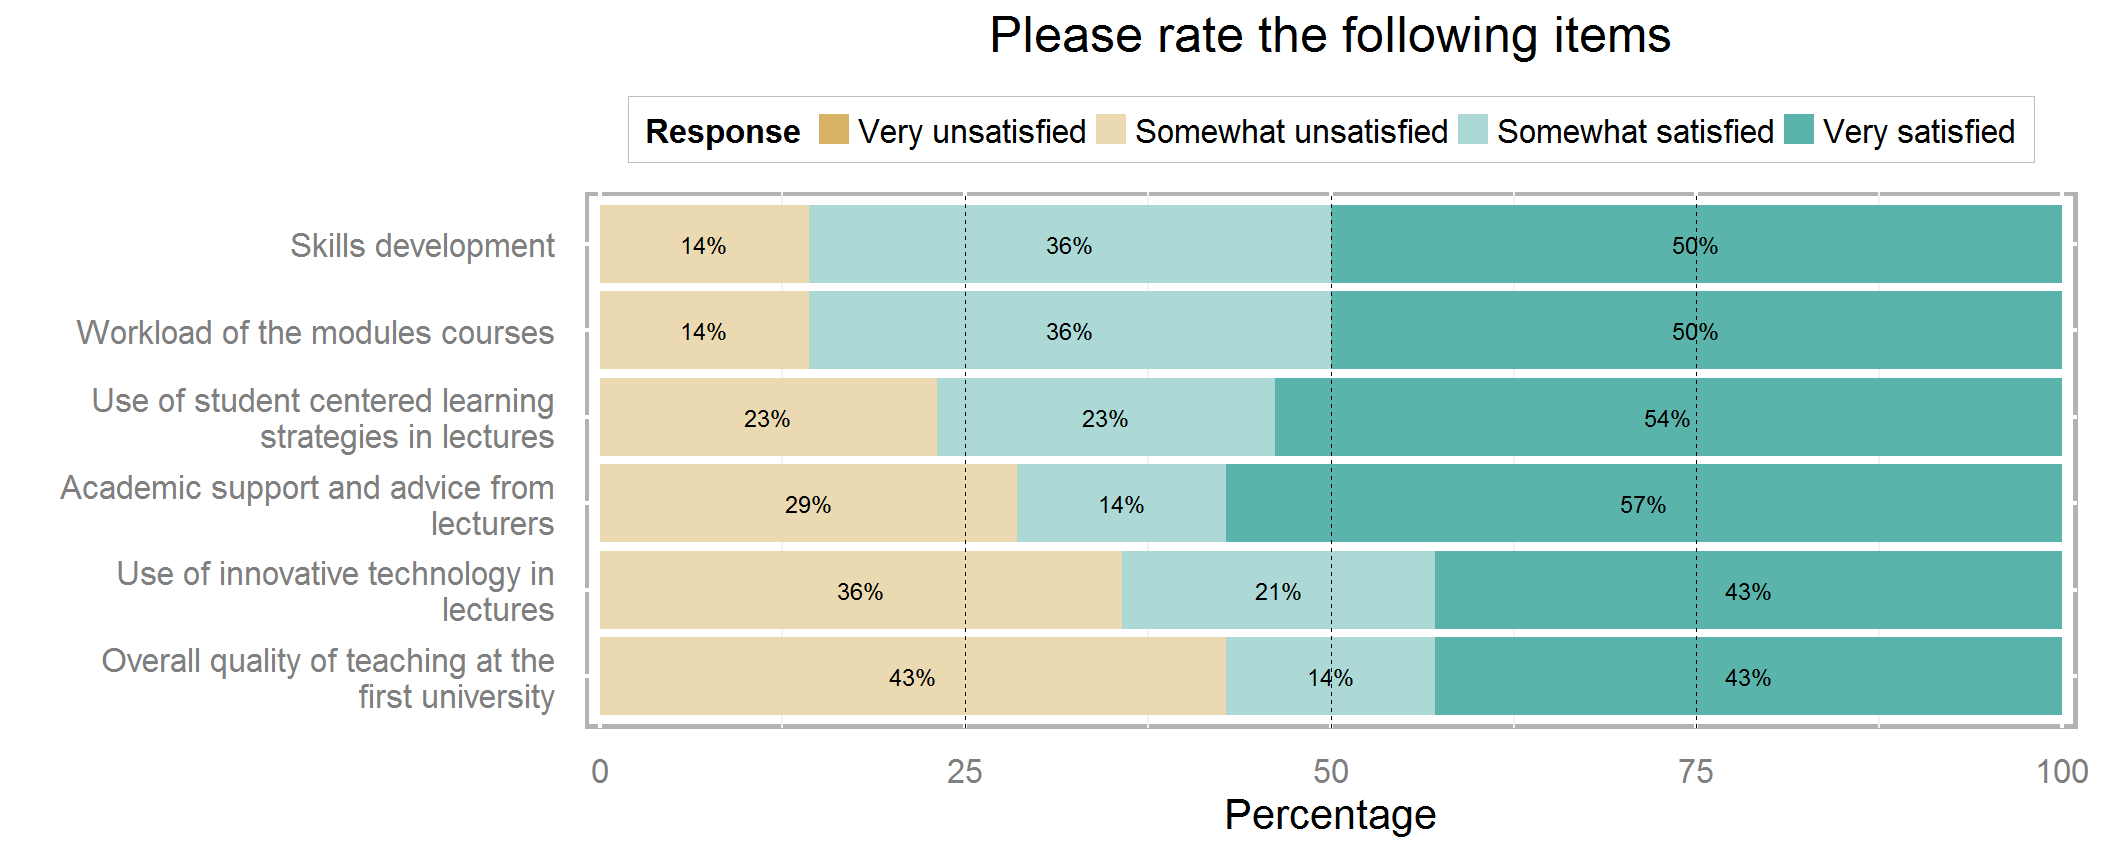 Please rate the following items
Response Very unsatisfied Somewhat unsatisfied Somewhat satisfied Very satisfied
Skills development 14% 36% 50%
Workload of the modules courses 14% 36% 50%
Use of student centered learning
strategies in lectures
23% 23% 54%
Academic support and advice from
lecturers
29% 14% 57%
Use of innovative technology in
lectures
36% 21% 43%
Overall quality of teaching at the
first university
43% 14% 43%
0 25 50 75 100
Percentage